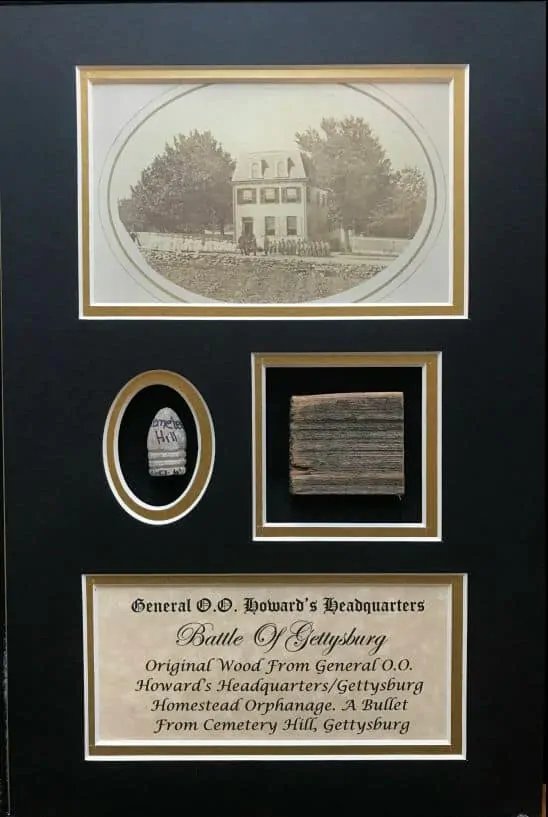 Hill
General O.O. Howard's Headquarters
Battle Of Gettysburg
Original Wood From General O.O.
Howard's Headquarters/Gettysburg
Homestead Orphanage. A Bullet
From Cemetery Hill, Gettysburg